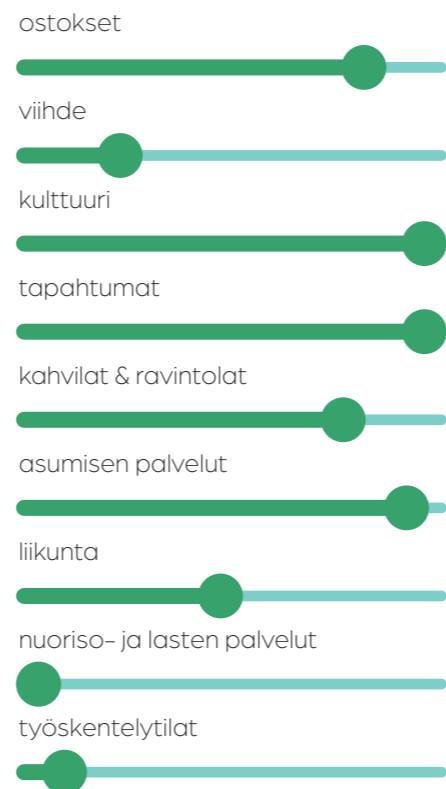 ostokset
viihde
kulttuuri
tapahtumat
kahvilat & ravintolat
asumisen palvelut
liikunta
nuoriso- ja lasten palvelut
työskentelytilat